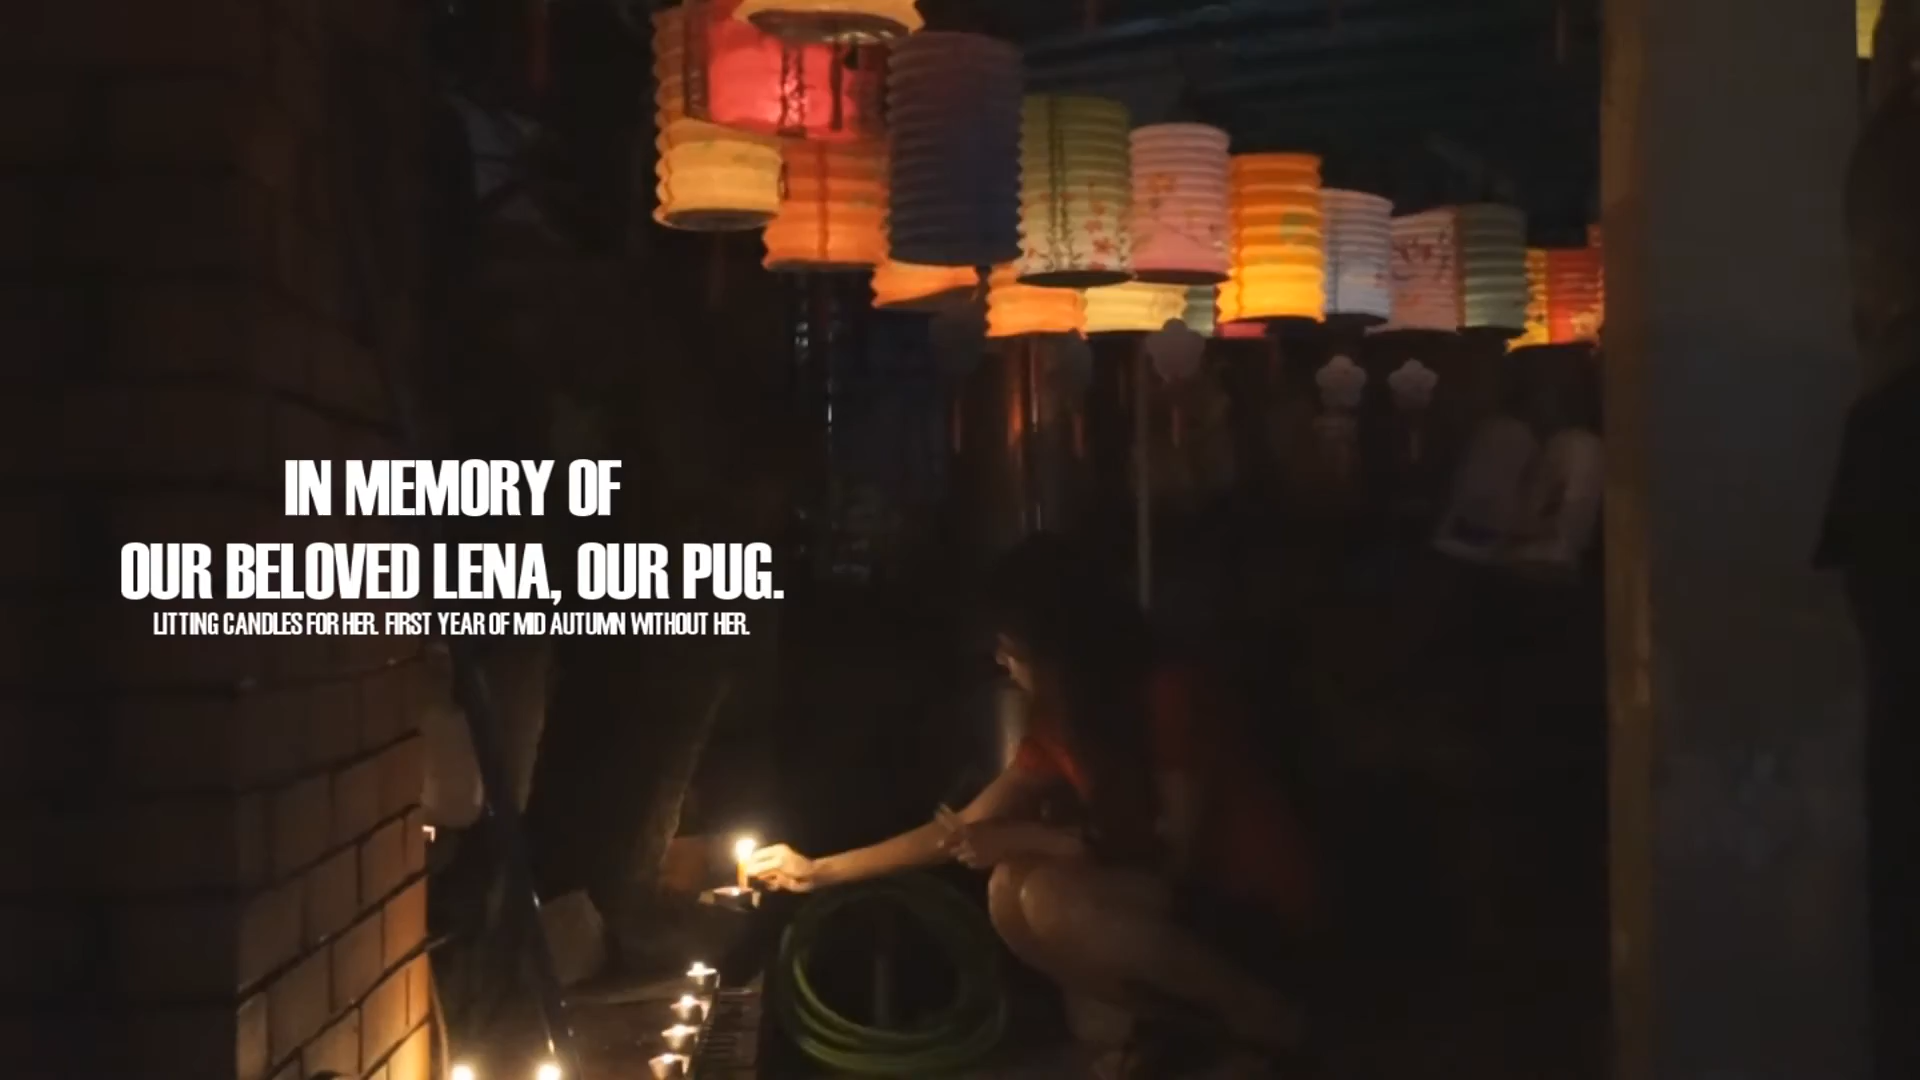 IN MEMORY OF
OUR BELOVED LENA, OUR PUG.
LITTING CANDLES FOR HER. FIRST YEAR OF MID AUTUMN WITHOUT HER.